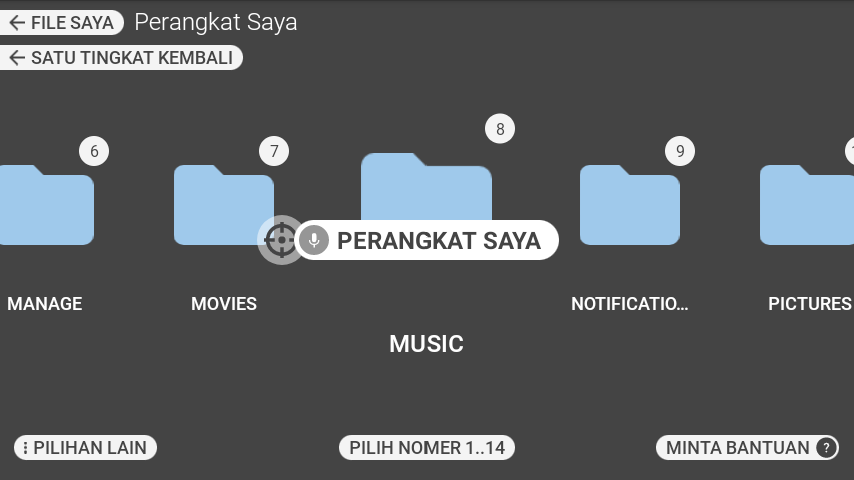 FILE SAYA
Perangkat Saya
SATU TINGKAT KEMBALI
6
7
8
9
PERANGKAT SAYA
MANAGE
MOVIES
NOTIFICATIO...
PICTURES
MUSIC
PILIHAN LAIN
PILIH NOMER 1..14
MINTA BANTUAN ?